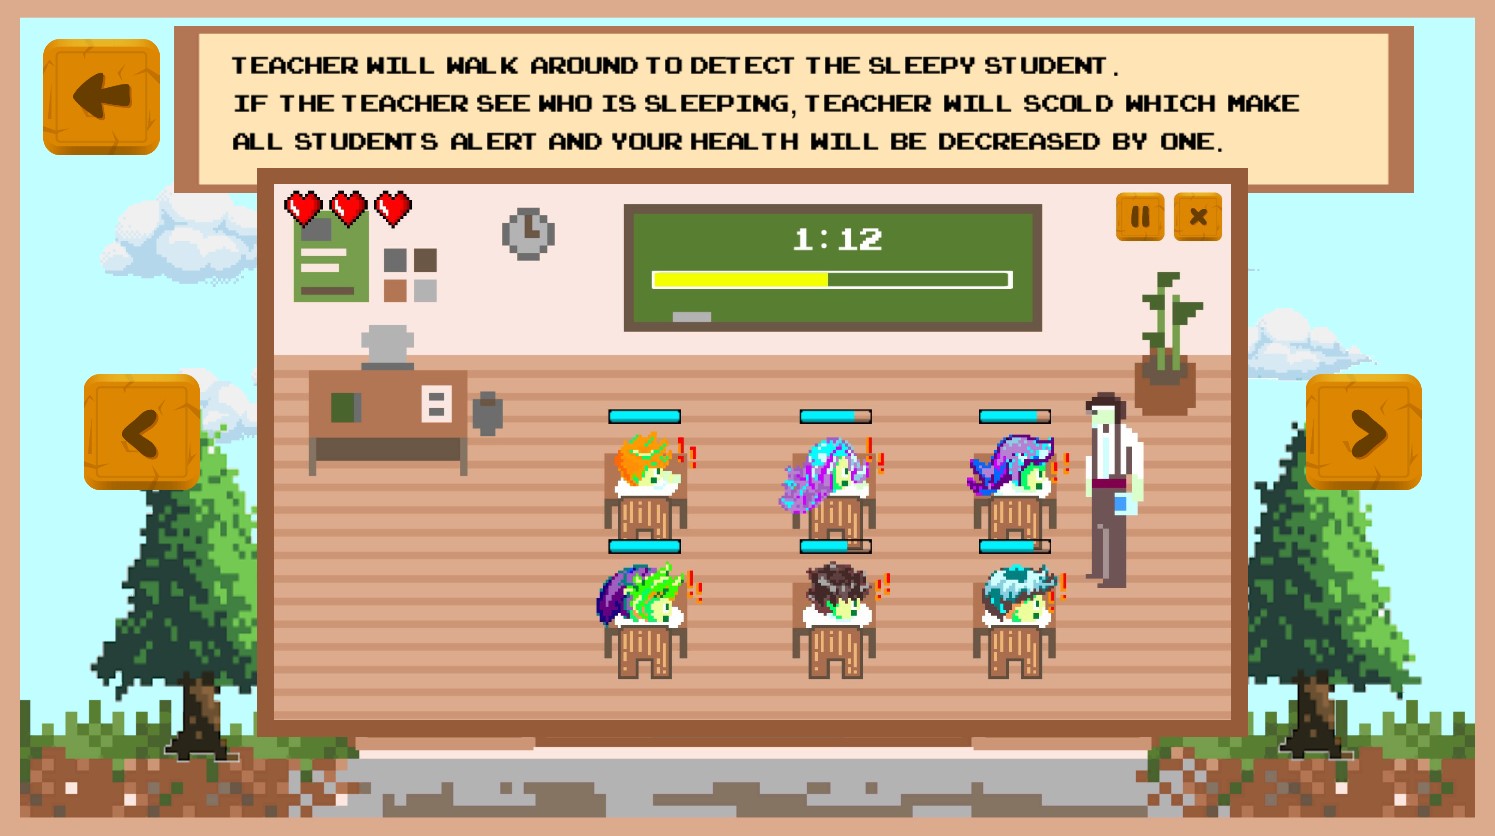 TEACHER WILL WALK AROUND TO DETECT THE SLEEPY STUDENT.
IF THE TEACHER SEE WHO IS SLEEPING, TEACHER WILL SCOLD WHICH MAKE
ALL STUDENTS ALERT AND YOUR HEALTH WILL BE DECREASED BY ONE.
1:12